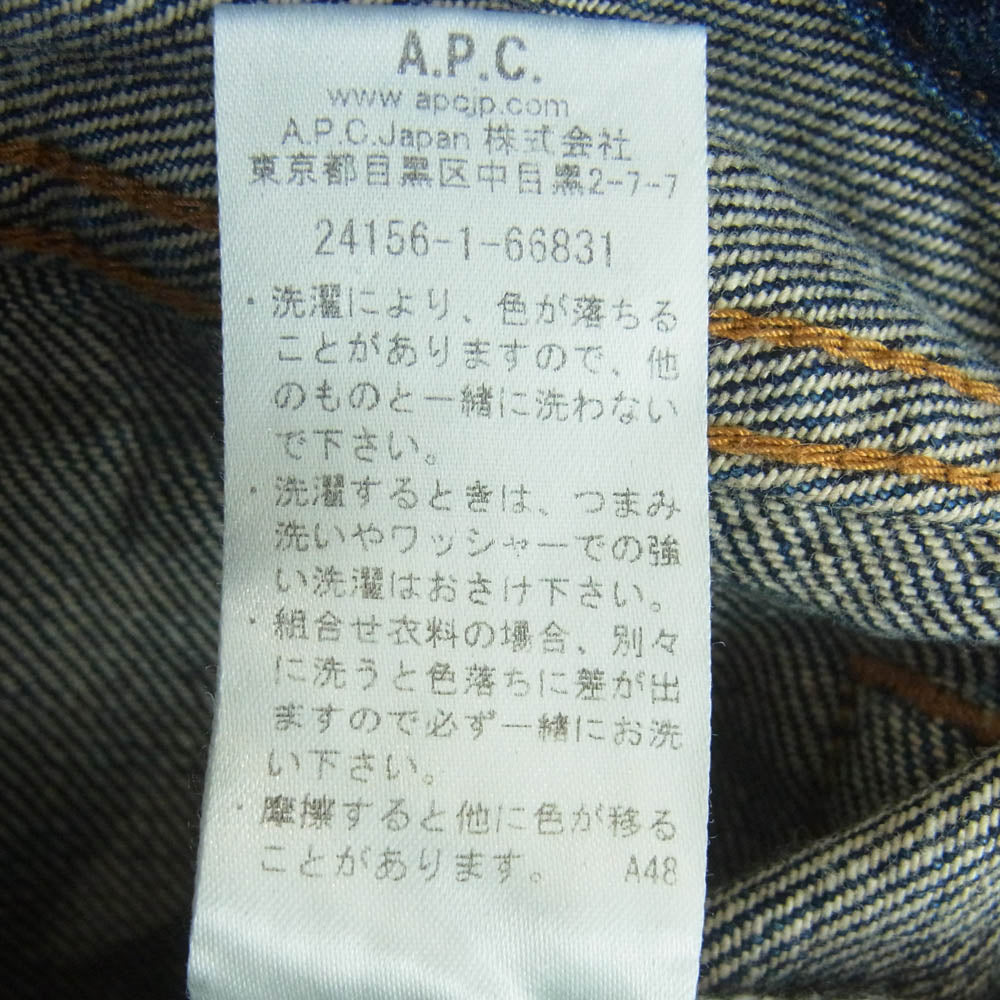 A.P.C.
www apcjp.com
A.P.C.Japan 株式会社
東京都目黒区中目黒2-7-7
24156-1-66831
・洗濯により、色が落ちる
ことがありますので、他
のものと一緒に洗わない
で下さい。
・洗濯するときは、つまみ
洗いやワッシャーでの強
い洗濯はおさけ下さい。
・組合せ衣料の場合、別々
に洗うと色落ちに差が出
ますので必ず一緒にお洗
い下さい。
・摩擦すると他に色が移る
ことがあります。 A48